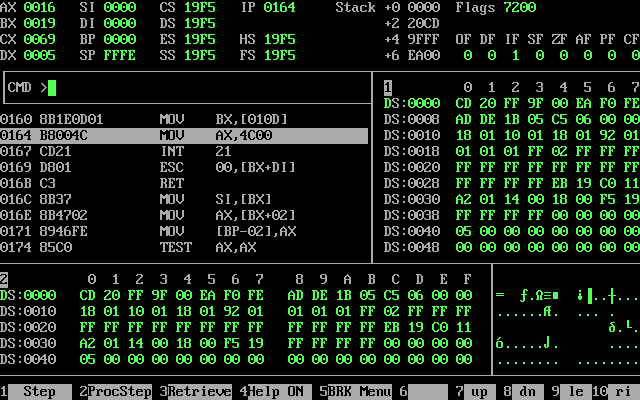 AX 0016 SI 0000 CS 19F5 IP 0164 Stack +0 0000 Flags 7200
BX 0019 DI 0000 DS 19F5 +2 20CD
CX 0069 BP 0000 ES 19F5 HS 19F5 +4 9FFF OF DF IF SF ZF AF PF CF
DX 0005 SP FFFE SS 19F5 FS 19F5 +6 EA00 0 0 1 0 0 0 0 0
CMD >
0160 8B1E0D01 MOV BX,[010D]
0164 B8004C MOV AX,4C00
0167 CD21 INT 21
0169 D801 ESC 00,[BX+DI]
016B C3 RET
016C 8B37 MOV SI,[BX]
016E 8B4702 MOV AX,[BX+02]
0171 8946FE MOV [BP-02],AX
0174 85C0 TEST AX,AX
1 0 1 2 3 4 5 6 7
DS:0000 CD 20 FF 9F 00 EA F0 FE
DS:0008 AD DE 1B 05 C5 06 00 00
DS:0010 18 01 10 01 18 01 92 01
DS:0018 01 01 01 FF 02 FF FF FF
DS:0020 FF FF FF FF FF FF FF FF
DS:0028 FF FF FF FF EB 19 C0 11
DS:0030 A2 01 14 00 18 00 F5 19
DS:0038 FF FF FF FF 00 00 00 00
DS:0040 05 00 00 00 00 00 00 00
DS:0048 00 00 00 00 00 00 00 00
2 0 1 2 3 4 5 6 7 8 9 A B C D E F
DS:0000 CD 20 FF 9F 00 EA F0 FE AD DE 1B 05 C5 06 00 00 = ƒ.Ω≡■ ¡▐..┼.
DS:0010 18 01 10 01 18 01 92 01 01 01 01 FF 02 FF FF FF ......Æ. ... .
DS:0020 FF FF FF FF FF FF FF FF FF FF FF FF EB 19 C0 11 δ.└.
DS:0030 A2 01 14 00 18 00 F5 19 FF FF FF FF 00 00 00 00 ó.....⌡. ....
DS:0040 05 00 00 00 00 00 00 00 00 00 00 00 00 00 00 00 ........ ......
1 Step 2ProcStep 3Retrieve 4Help ON 5BRK Menu 6 7 up 8 dn 9 le 10 ri